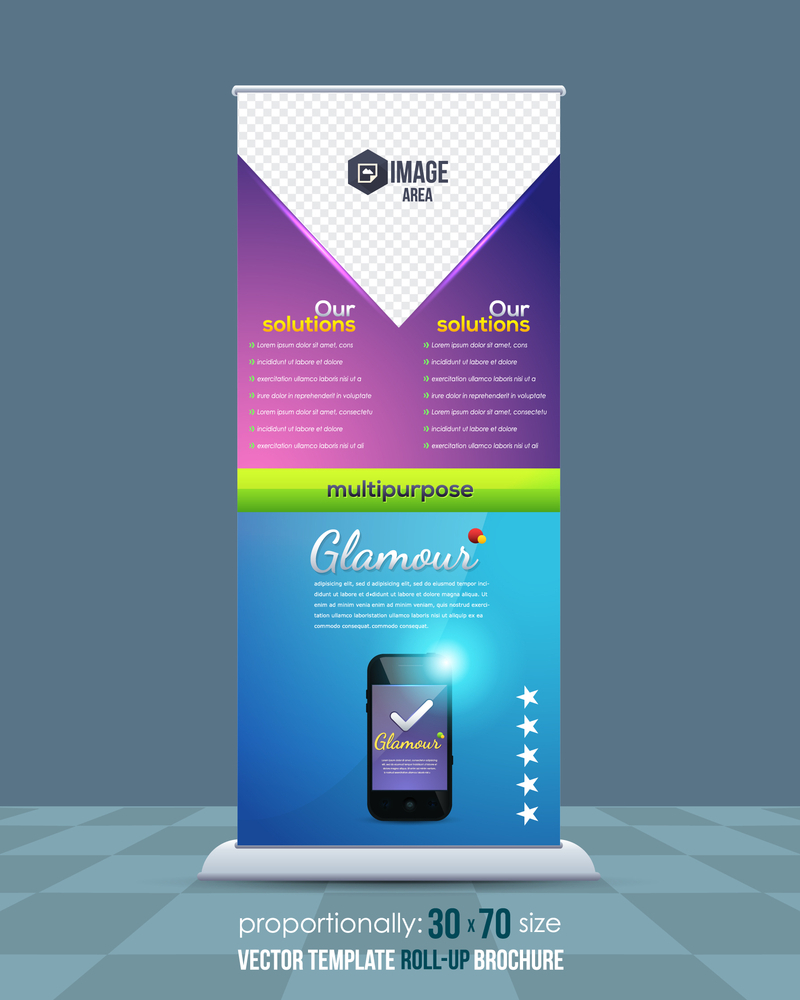 IMAGE
AREA
Our
solutions
Lorem ipsum dolor sit amet, cons
incididunt ut labore et dolore
exercitation ullamco laboris nisi ut a
irure dolor in reprehenderit in voluptate
Lorem ipsum dolor sit amet, consectetu
incididunt ut labore et dolore
exercitation ullamco laboris nisi ut ali
Our
solutions
Lorem ipsum dolor sit amet, cons
incididunt ut labore et dolore
exercitation ullamco laboris nisi ut a
irure dolor in reprehenderit in voluptate
Lorem ipsum dolor sit amet, consectetu
incididunt ut labore et dolore
exercitation ullamco laboris nisi ut ali
multipurpose
Glamour
adipisicing elit, sed d adipisicing elit, sed do eiusmod tempor inci-
didunt ut labore et d«didunt ut labore et dolore magna aliqua. Ut
enim ad minim venia enim ad minim veniam, quis nostrud exerci-
tation ullamco laboristation ullamco laboris nisi ut aliquip ex ea
commodo consequat.commodo consequat.
Glamour
proportionally: 30 x 70 size
VECTOR TEMPLATE ROLL-UP BROCHURE